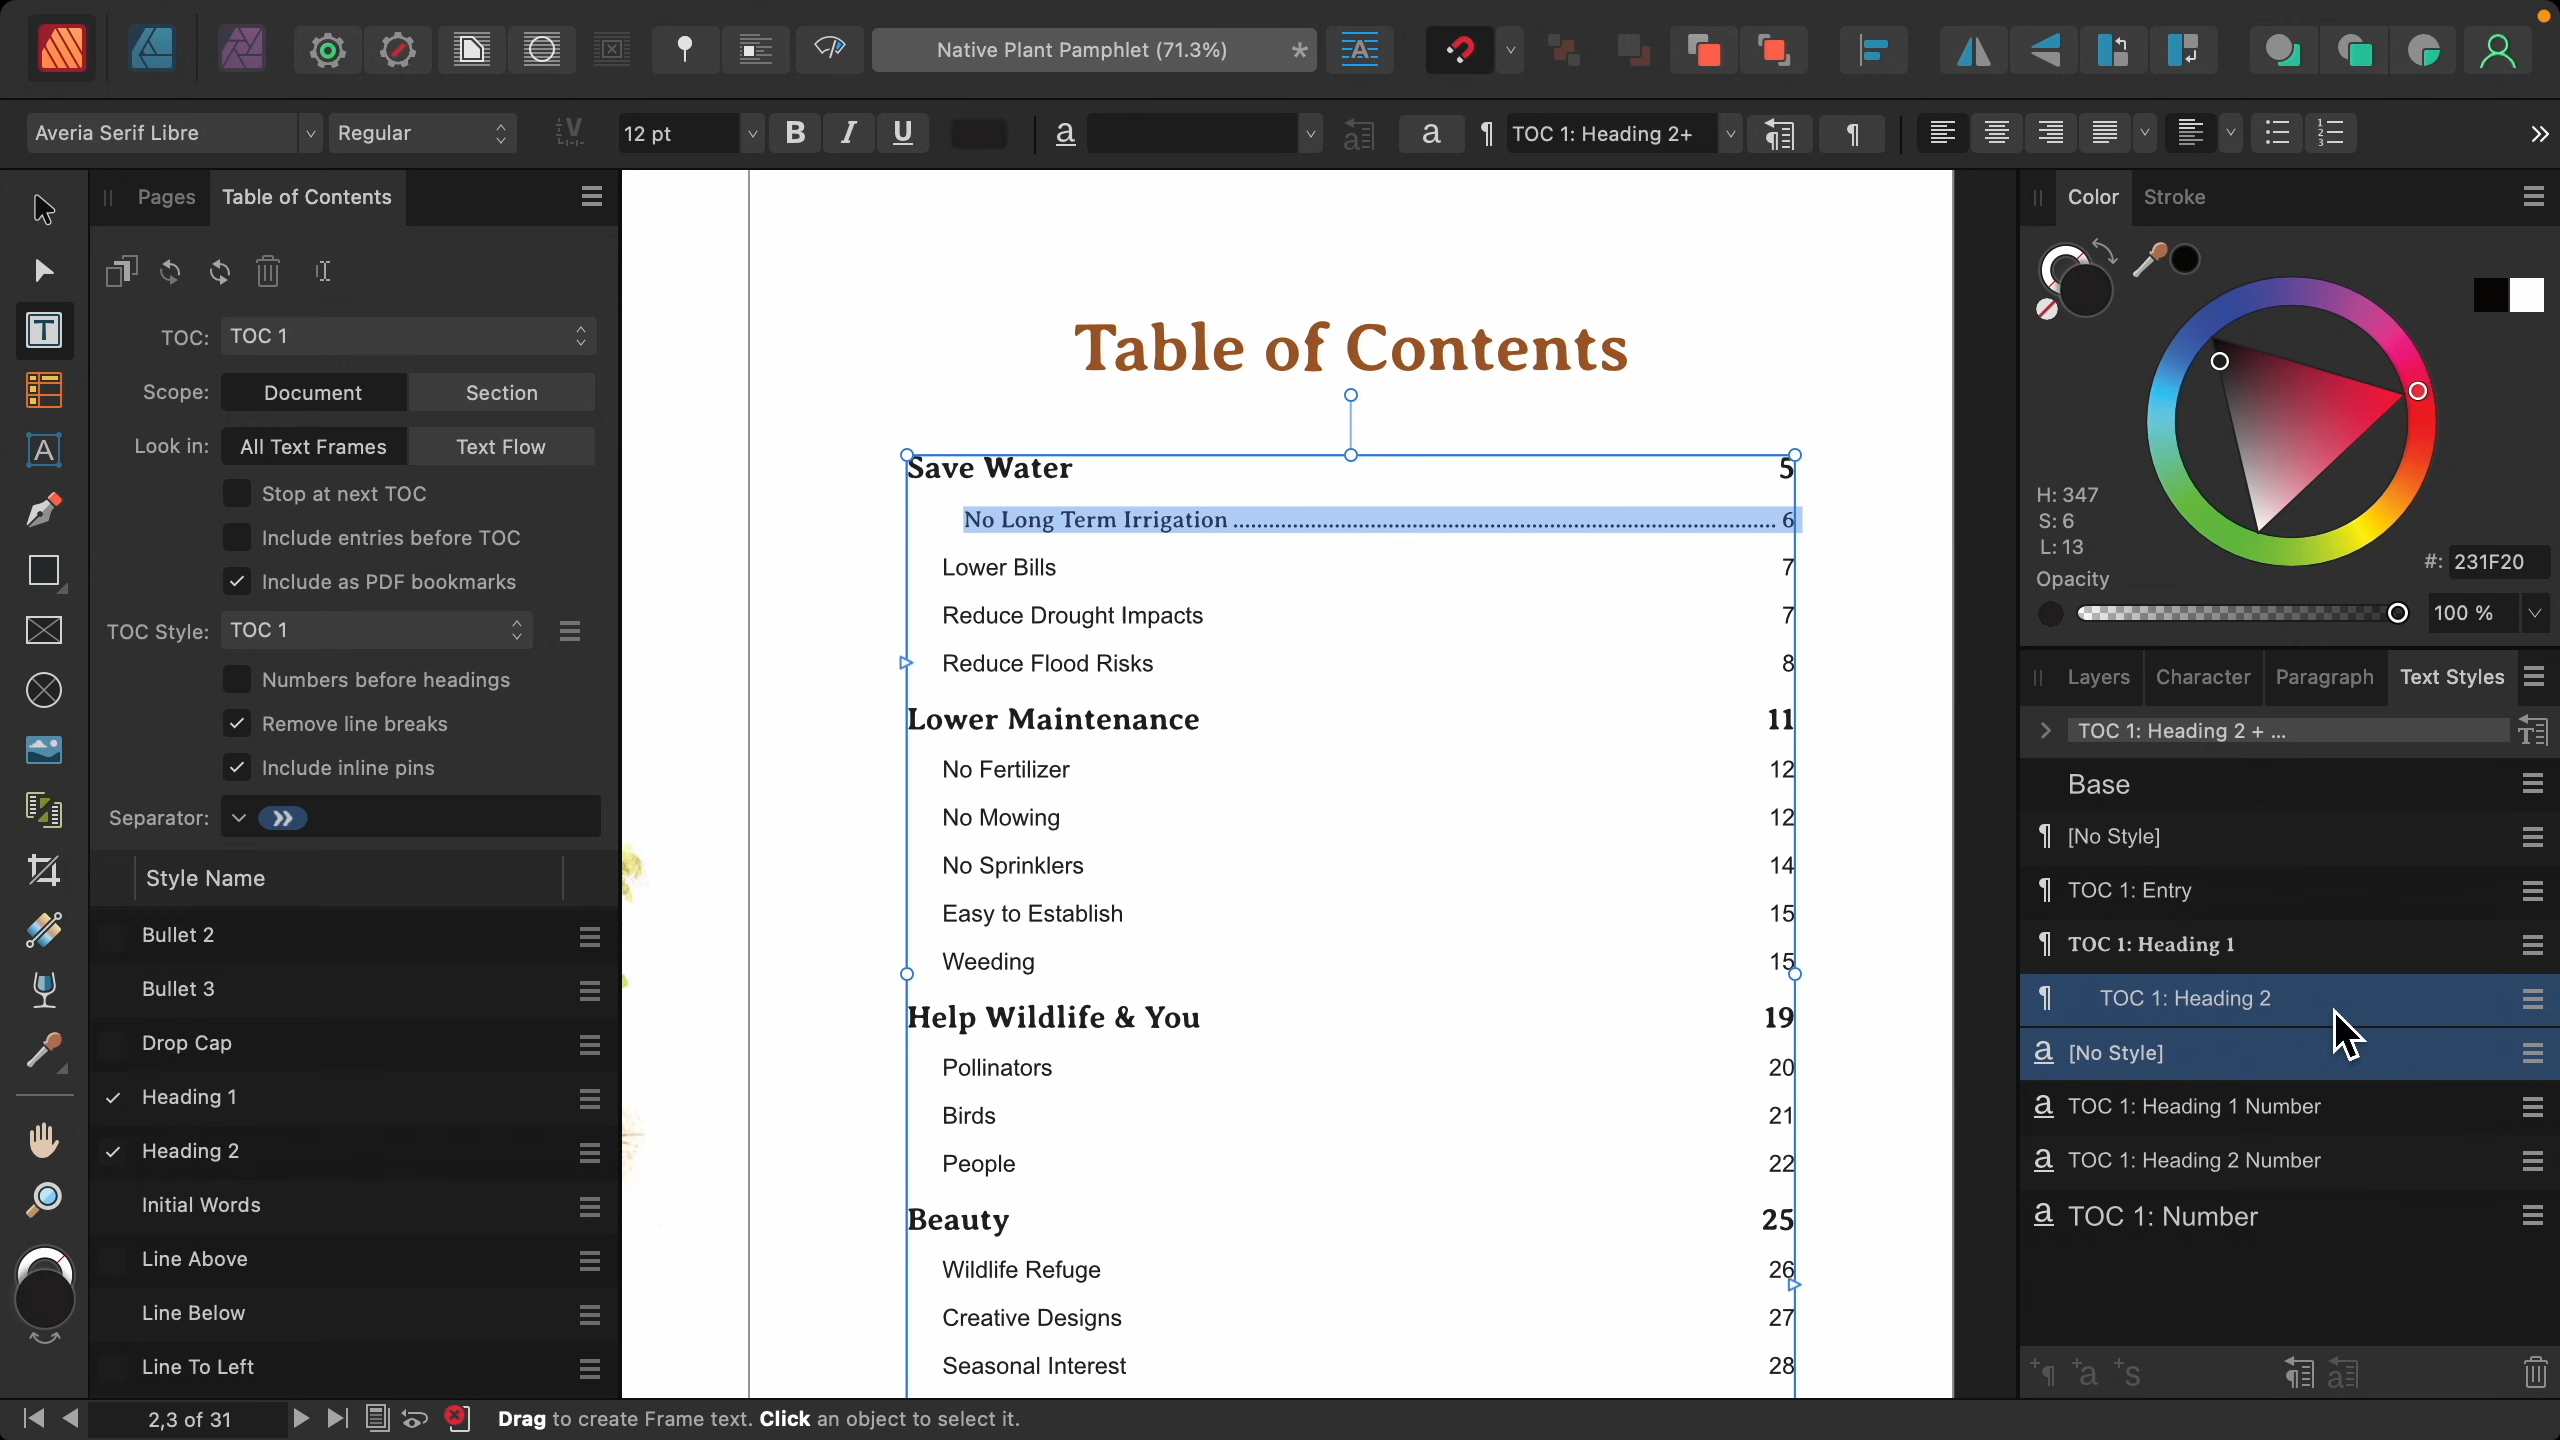 Native Plant Pamphlet (71.3%) *
Averia Serif Libre Regular 12 pt B I U a a ¶ TOC 1: Heading 2+
Pages Table of Contents
TOC: TOC 1
Scope: Document Section
Look in: All Text Frames Text Flow
Stop at next TOC
Include entries before TOC
Include as PDF bookmarks
TOC Style: TOC 1
Numbers before headings
Remove line breaks
Include inline pins
Separator:
Style Name
Bullet 2
Bullet 3
Drop Cap
Heading 1
Heading 2
Initial Words
Line Above
Line Below
Line To Left
Table of Contents
Save Water 5
No Long Term Irrigation ........................................................................................ 6
Lower Bills 7
Reduce Drought Impacts 7
Reduce Flood Risks 8
Lower Maintenance 11
No Fertilizer 12
No Mowing 12
No Sprinklers 14
Easy to Establish 15
Weeding 15
Help Wildlife & You 19
Pollinators 20
Birds 21
People 22
Beauty 25
Wildlife Refuge 26
Creative Designs 27
Seasonal Interest 28
Color Stroke
H: 347
S: 6
L: 13
#: 231F20
Opacity
100 %
Layers Character Paragraph Text Styles
TOC 1: Heading 2 + ...
Base
¶ [No Style]
¶ TOC 1: Entry
¶ TOC 1: Heading 1
¶ TOC 1: Heading 2
a [No Style]
a TOC 1: Heading 1 Number
a TOC 1: Heading 2 Number
a TOC 1: Number
2,3 of 31
Drag to create Frame text. Click an object to select it.